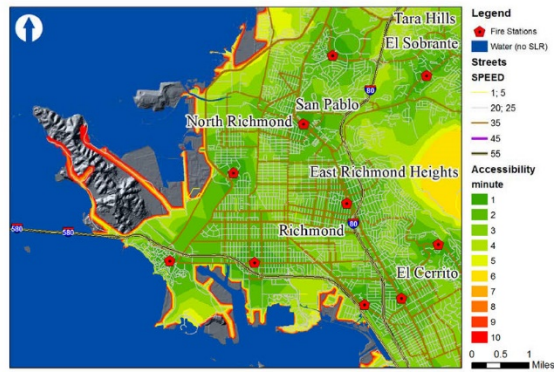 Tara Hills
El Sobrante
80
San Pablo
North Richmond
East Richmond Heights
Richmond
80
580
580
El Cerrito
Legend
Fire Stations
Water (no SLR)
Streets
SPEED
1; 5
20; 25
35
45
55
Accessibility
minute
1
2
3
4
5
6
7
8
9
10
0 0.5 1
Miles